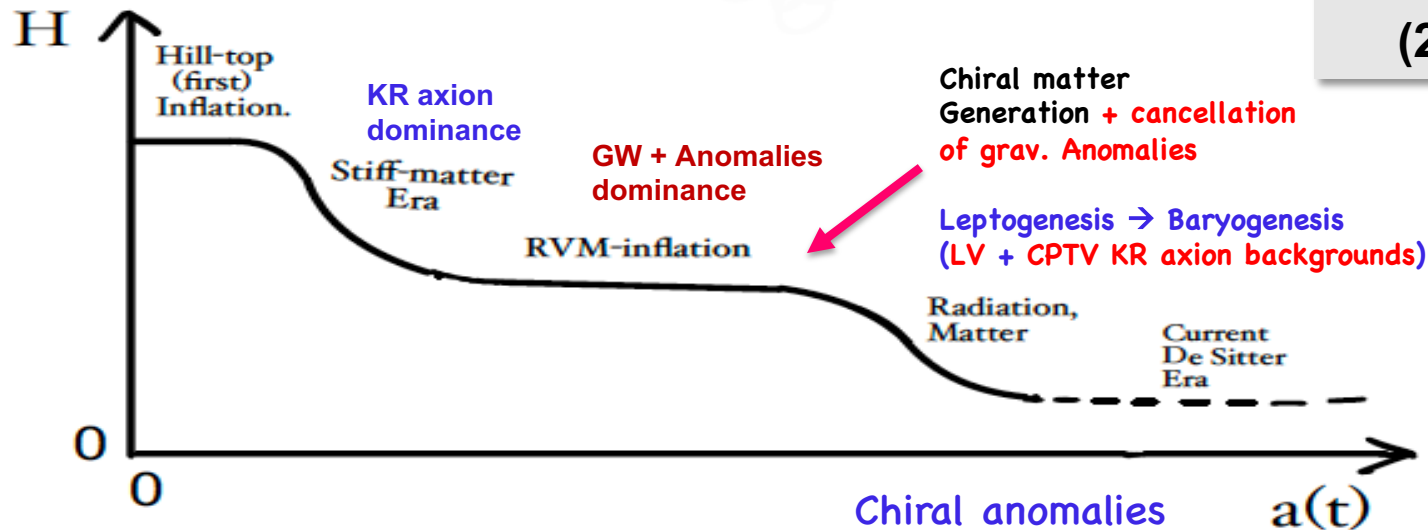 H
Hill-top
(first)
Inflation.
KR axion
dominance
Stiff-matter
Era
GW + Anomalies
dominance
RVM-inflation
(2
Chiral matter
Generation + cancellation
of grav. Anomalies
Leptogenesis → Baryogenesis
(LV + CPTV KR axion backgrounds)
Radiation,
Matter
Current
De Sitter
Era
0
0
Chiral anomalies
a(t)